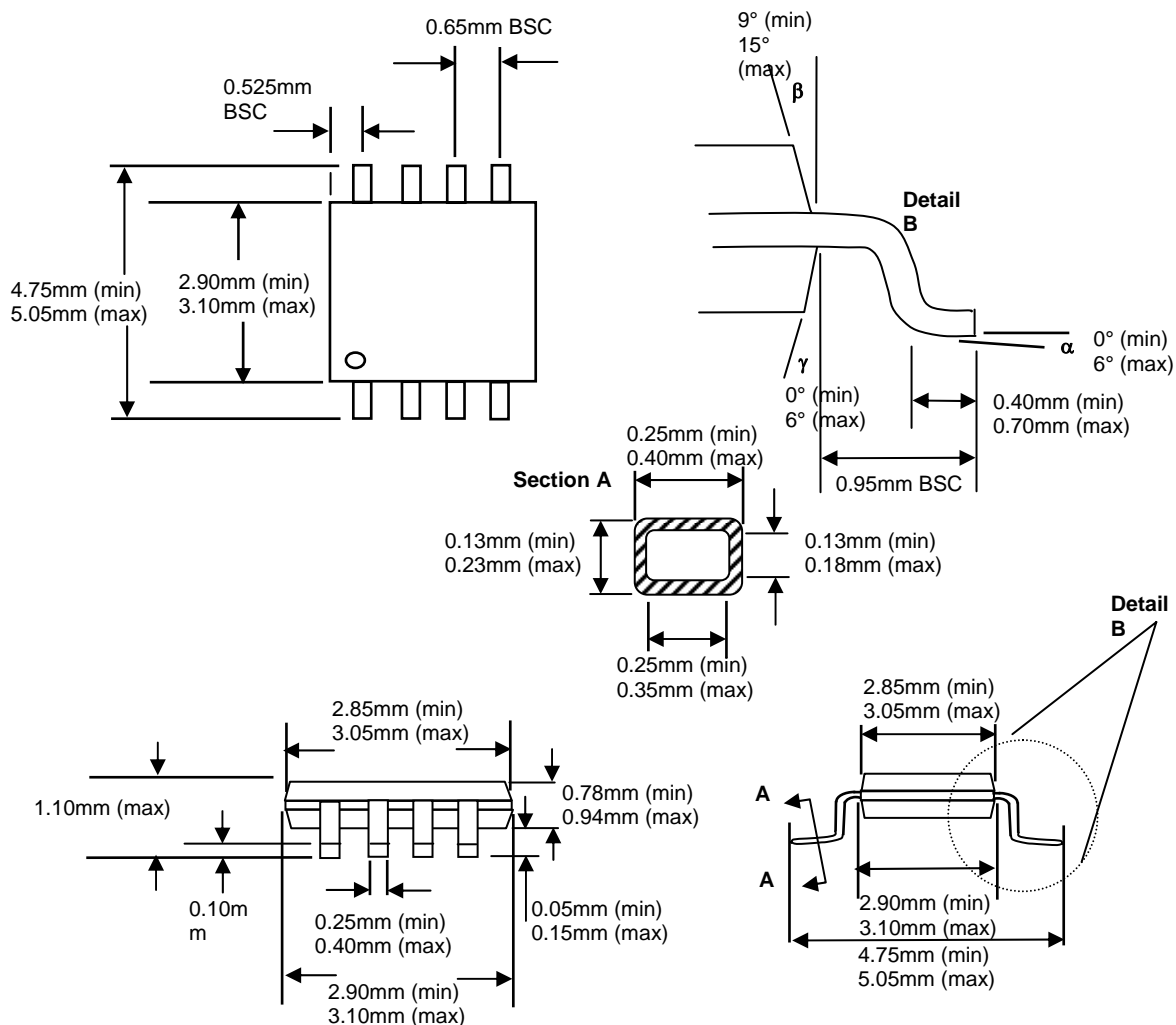 0.65mm BSC
0.525mm
BSC
4.75mm (min)
5.05mm (max)
2.90mm (min)
3.10mm (max)
9° (min)
15°
(max)
β
Detail
B
α
0° (min)
6° (max)
γ
0° (min)
6° (max)
0.40mm (min)
0.70mm (max)
0.95mm BSC
0.25mm (min)
0.40mm (max)
Section A
0.13mm (min)
0.23mm (max)
0.13mm (min)
0.18mm (max)
0.25mm (min)
0.35mm (max)
2.85mm (min)
3.05mm (max)
1.10mm (max)
0.78mm (min)
0.94mm (max)
0.10m
m
0.25mm (min)
0.40mm (max)
0.05mm (min)
0.15mm (max)
2.90mm (min)
3.10mm (max)
Detail
B
2.85mm (min)
3.05mm (max)
A
A
2.90mm (min)
3.10mm (max)
4.75mm (min)
5.05mm (max)